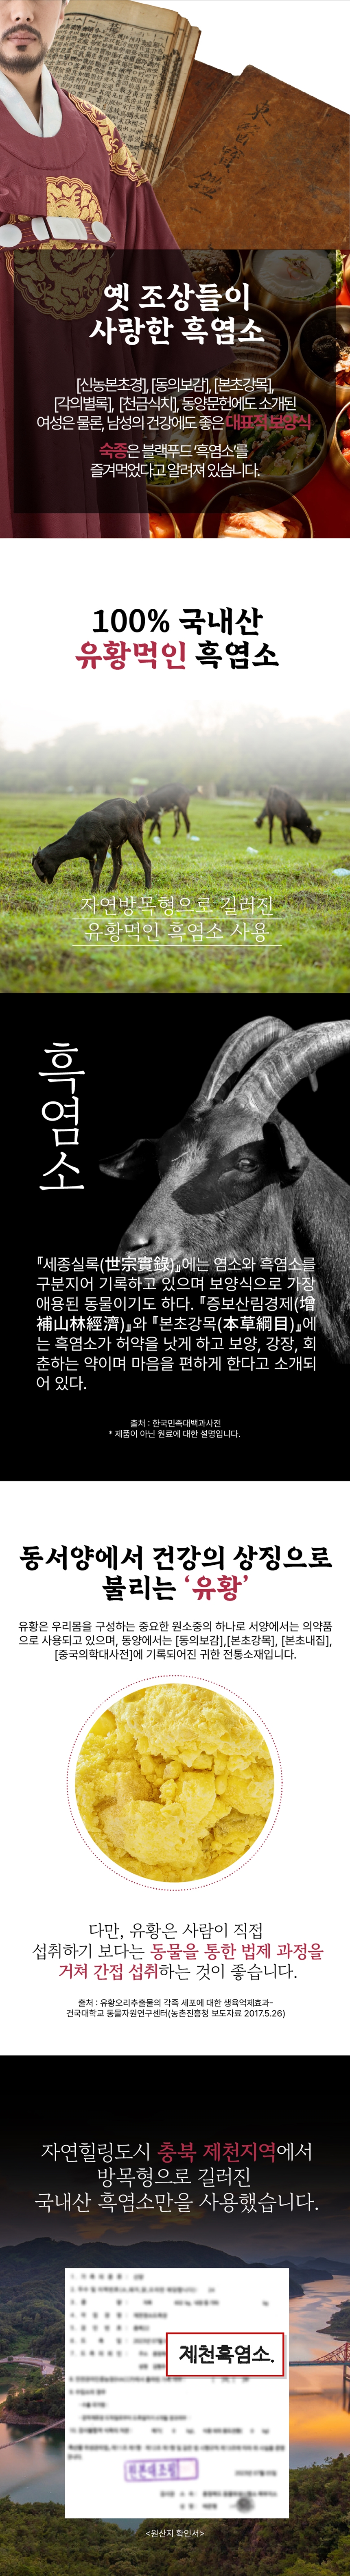 옛 조상들이
사랑한 흑염소
[신농본초경], [동의보감], [본초강목],
[각의별록], [천금식치], 동양문헌에도 소개된
여성은 물론, 남성의 건강에도 좋은 대표적 보양식
숙종은 블랙푸드 '흑염소'를
즐겨먹었다고 알려져 있습니다.
100% 국내산
유황먹인 흑염소
자연방목형으로 길러진
유황먹인 흑염소 사용
흑염소
『세종실록(世宗實錄)』에는 염소와 흑염소를
구분지어 기록하고 있으며 보양식으로 가장
애용된 동물이기도 하다. 『증보산림경제(增
補山林經濟)』와 『본초강목(本草綱目)』에
는 흑염소가 허약을 낫게 하고 보양, 강장, 회
춘하는 약이며 마음을 편하게 한다고 소개되
어 있다.
출처 : 한국민족대백과사전
* 제품이 아닌 원료에 대한 설명입니다.
동서양에서 건강의 상징으로
불리는 '유황'
유황은 우리몸을 구성하는 중요한 원소중의 하나로 서양에서는 의약품
으로 사용되고 있으며, 동양에서는 [동의보감],[본초강목], [본초내집],
[중국의학대사전]에 기록되어진 귀한 전통소재입니다.
다만, 유황은 사람이 직접
섭취하기 보다는 동물을 통한 법제 과정을
거쳐 간접 섭취하는 것이 좋습니다.
출처 : 유황오리추출물의 각족 세포에 대한 생육억제효과-
건국대학교 동물자원연구센터(농촌진흥청 보도자료 2017.5.26)
자연힐링도시 충북 제천지역에서
방목형으로 길러진
국내산 흑염소만을 사용했습니다.
제천흑염소.
<원산지 확인서>